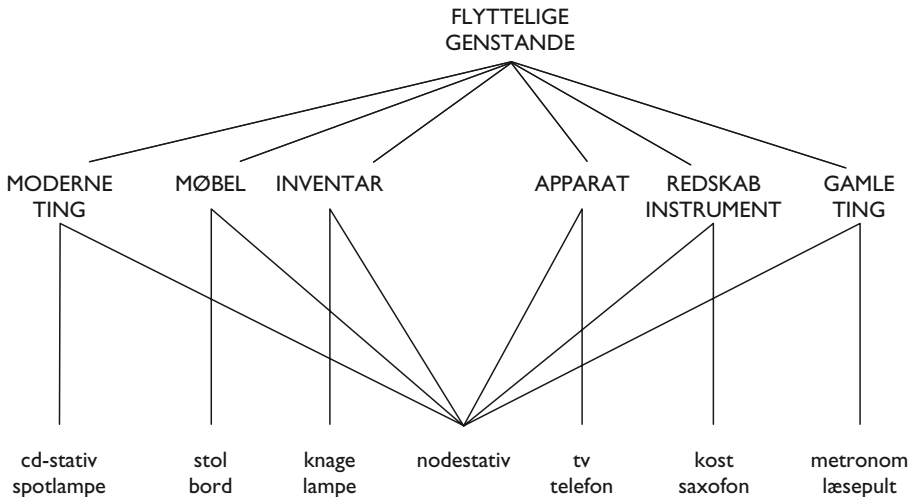 FLYTTELIGE
GENSTANDE
MODERNE
TING
MØBEL
INVENTAR
APPARAT
REDSKAB
INSTRUMENT
GAMLE
TING
cd-stativ
spotlampe
stol
bord
knage
lampe
nodestativ
tv
telefon
kost
saxofon
metronom
læsepult